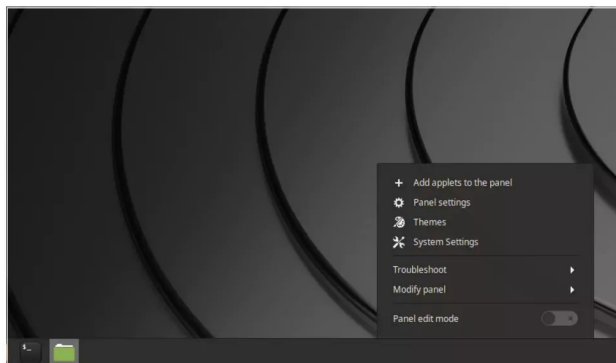 Add applets to the panel
Panel settings
Themes
System Settings
Troubleshoot
Modify panel
Panel edit mode
$_